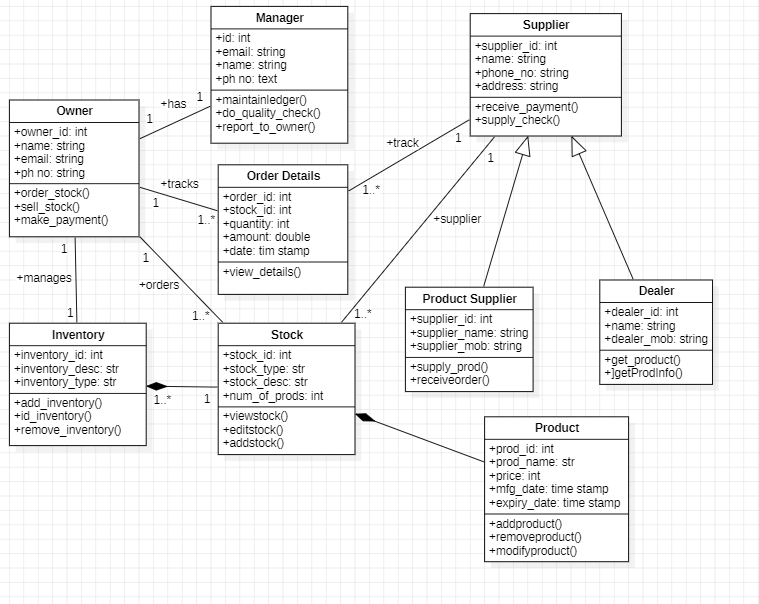 Manager
+id: int
+email: string
+name: string
+ph no: text
+maintainledger()
+do_quality_check()
+report_to_owner()
Supplier
+supplier_id: int
+name: string
+phone_no: string
+address: string
+receive_payment()
+supply_check()
Owner
+owner_id: int
+name: string
+email: string
+ph no: string
+order_stock()
+sell_stock()
+make_payment()
+has
1
1
+tracks
1
1..*
Order Details
+order_id: int
+stock_id: int
+quantity: int
+amount: double
+date: tim stamp
+view_details()
+track
1
1..*
1
+supplier
1..*
1
+manages
1
1
+orders
1..*
Product Supplier
+supplier_id: int
+supplier_name: string
+supplier_mob: string
+supply_prod()
+receiveorder()
Dealer
+dealer_id: int
+name: string
+dealer_mob: string
+get_product()
+]getProdInfo()
Inventory
+inventory_id: int
+inventory_desc: str
+inventory_type: str
+add_inventory()
+id_inventory()
+remove_inventory()
1..*
1
Stock
+stock_id: int
+stock_type: str
+stock_desc: str
+num_of_prods: int
+viewstock()
+editstock()
+addstock()
Product
+prod_id: int
+prod_name: str
+price: int
+mfg_date: time stamp
+expiry_date: time stamp
+addproduct()
+removeproduct()
+modifyproduct()